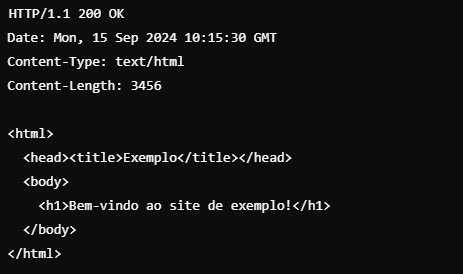 HTTP/1.1 200 OK
Date: Mon, 15 Sep 2024 10:15:30 GMT
Content-Type: text/html
Content-Length: 3456
<html>
<head><title>Exemplo</title></head>
<body>
<h1>Bem-vindo ao site de exemplo!</h1>
</body>
</html>